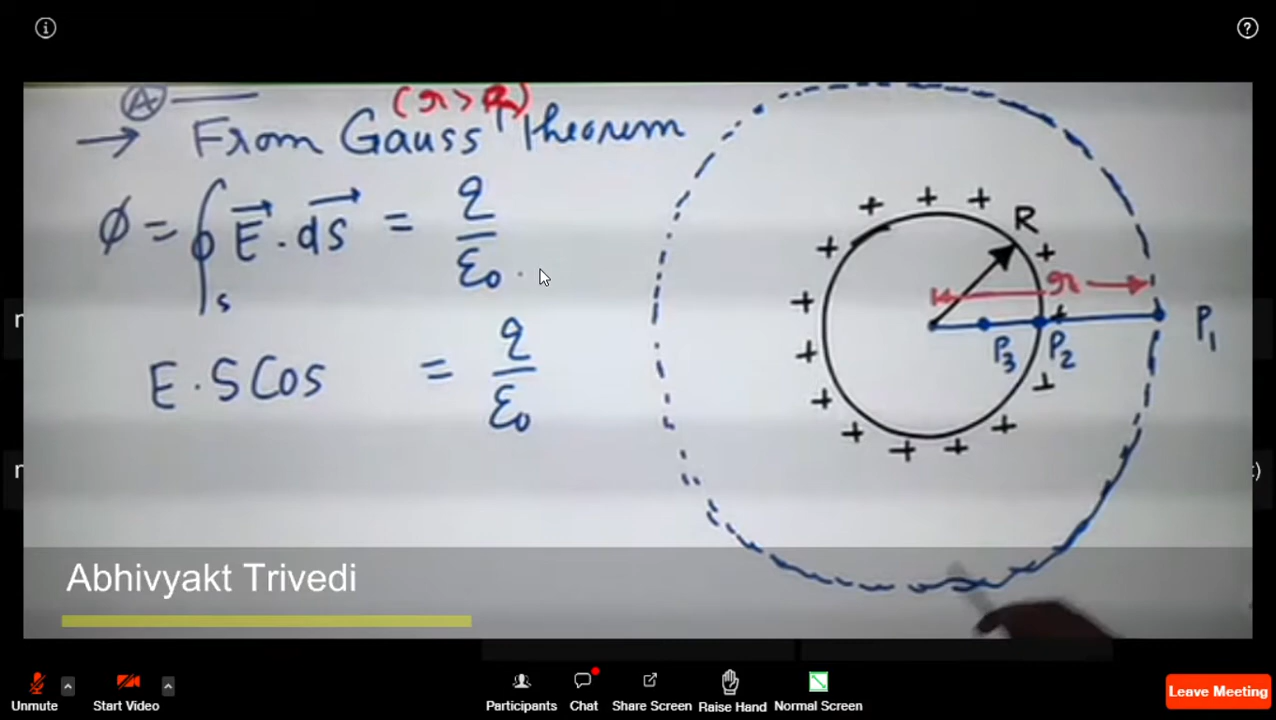 A
(r > R)
→ From Gauss' Theorem
ϕ = ∮s E⃗ . ds⃗ = q/ε0 .
E . S Cos = q/ε0
R
r
P1
P2
P3
Abhivyakt Trivedi
Unmute
Start Video
Participants
Chat
Share Screen
Raise Hand
Normal Screen
Leave Meeting